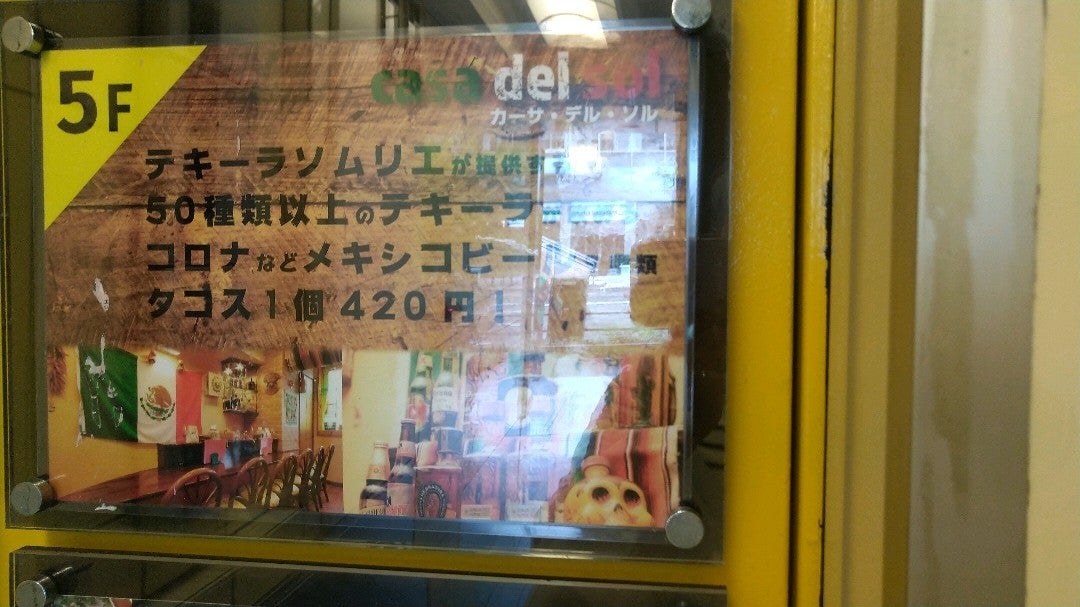 5F
casa del sol
カーサ・デル・ソル
テキーラソムリエが提供する
50種類以上のテキーラ
コロナなどメキシコビール 種類
タコス1個 420円!